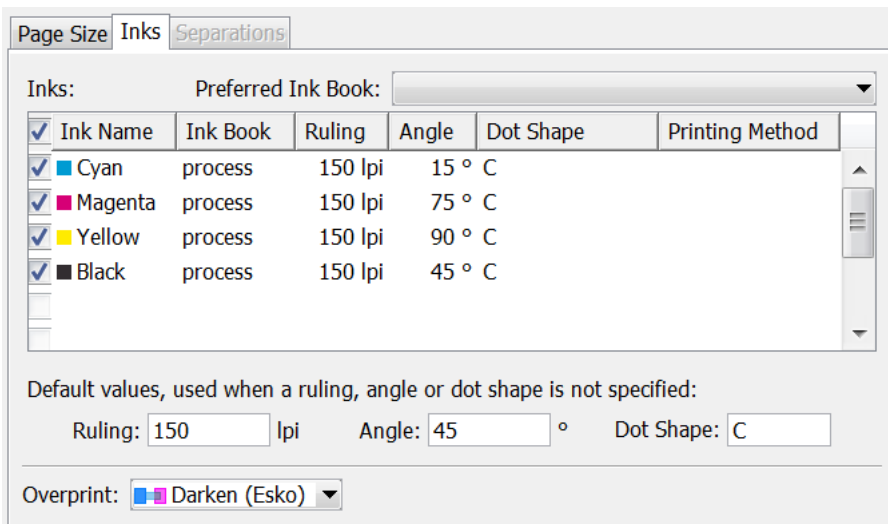 Page Size Inks Separations
Inks: Preferred Ink Book:
Ink Name Ink Book Ruling Angle Dot Shape Printing Method
Cyan process 150 lpi 15 ° C
Magenta process 150 lpi 75 ° C
Yellow process 150 lpi 90 ° C
Black process 150 lpi 45 ° C
Default values, used when a ruling, angle or dot shape is not specified:
Ruling: 150 lpi Angle: 45 ° Dot Shape: C
Overprint: Darken (Esko)